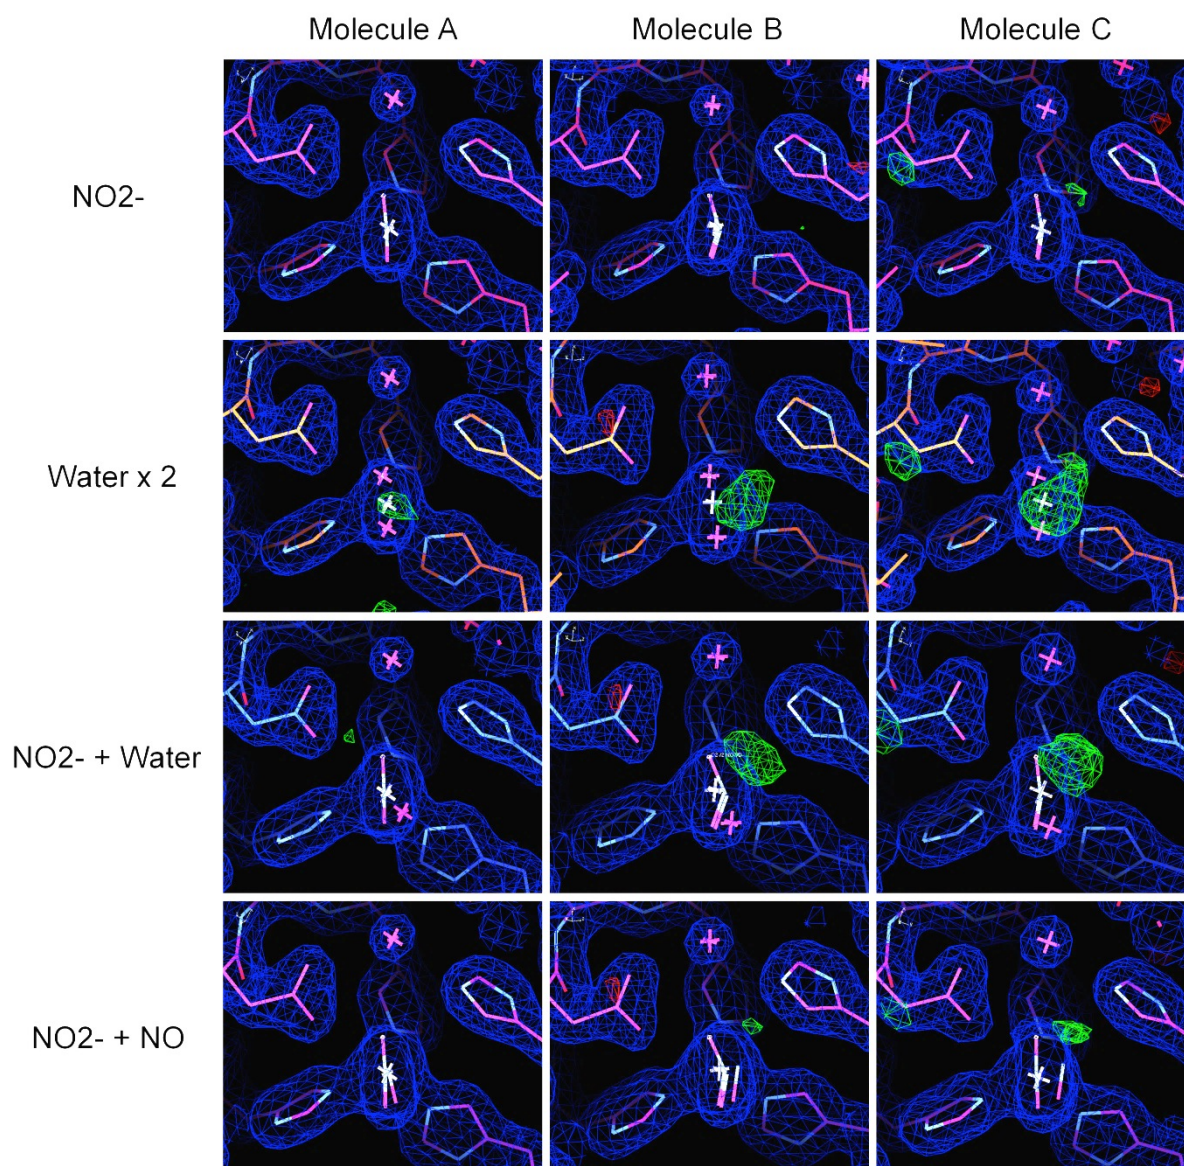 Molecule A Molecule B Molecule C
NO2-
Water x 2
NO2- + Water
NO2- + NO